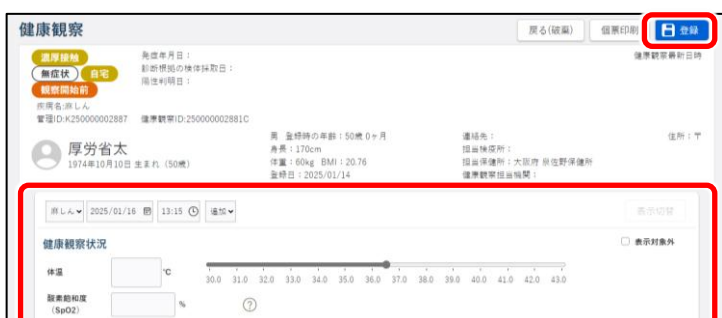 健康観察
戻る(破棄) 個票印刷 登録
濃厚接触 発症年月日：
無症状 自宅 診断根拠の検体採取日：
観察開始前 陽性判明日：
健康観察最新日時
疾病名:麻しん
管理ID:K250000002887 健康観察ID:250000002881C
厚労省太
1974年10月10日 生まれ（50歳）
男 登録時の年齢：50歳 0ヶ月
身長：170cm
体重：60kg BMI：20.76
登録日：2025/01/14
連絡先：
担当検疫所：
担当保健所：大阪府 泉佐野保健所
健康観察担当機関：
住所：〒
麻しん 2025/01/16 13:15 追加 表示切替
健康観察状況 表示対象外
体温 ℃
30.0 31.0 32.0 33.0 34.0 35.0 36.0 37.0 38.0 39.0 40.0 41.0 42.0 43.0
酸素飽和度
（SpO2） % ?